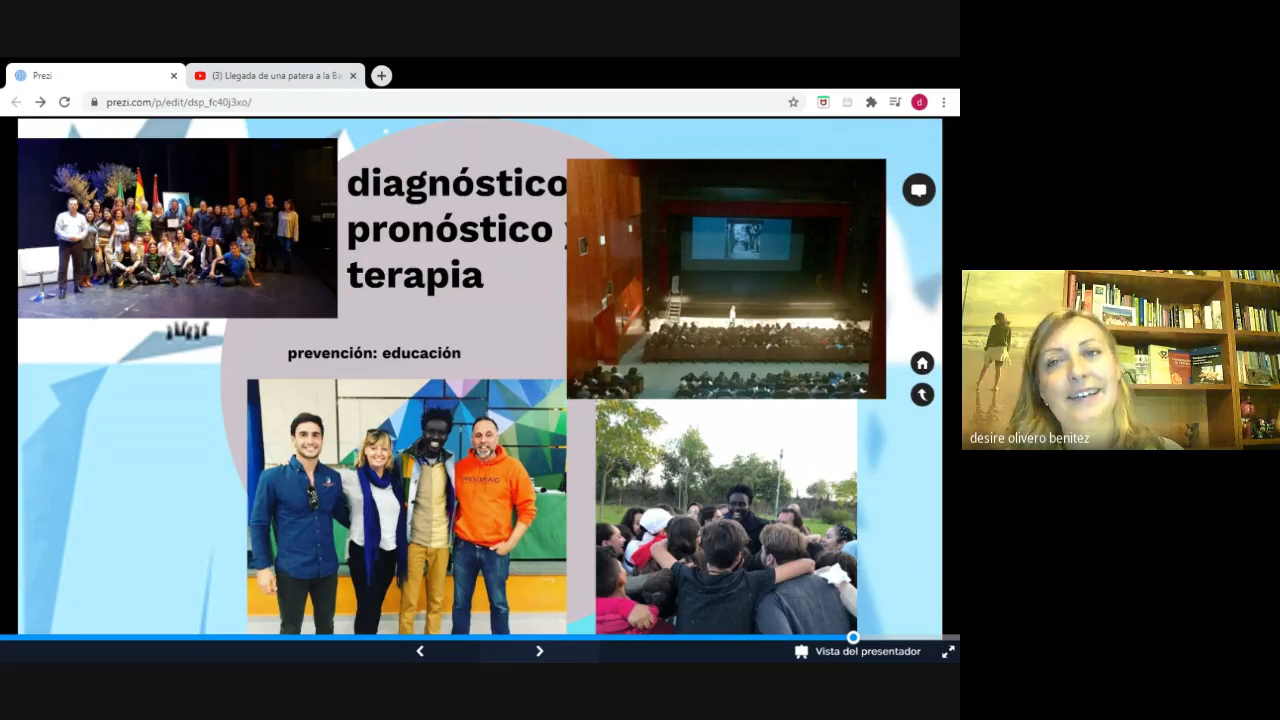 Prezi
(3) Llegada de una patera a la Ba
prezi.com/p/edit/dsp_fc40j3xo/
d
diagnóstico
pronóstico y
terapia
prevención: educación
desire olivero benitez
Vista del presentador